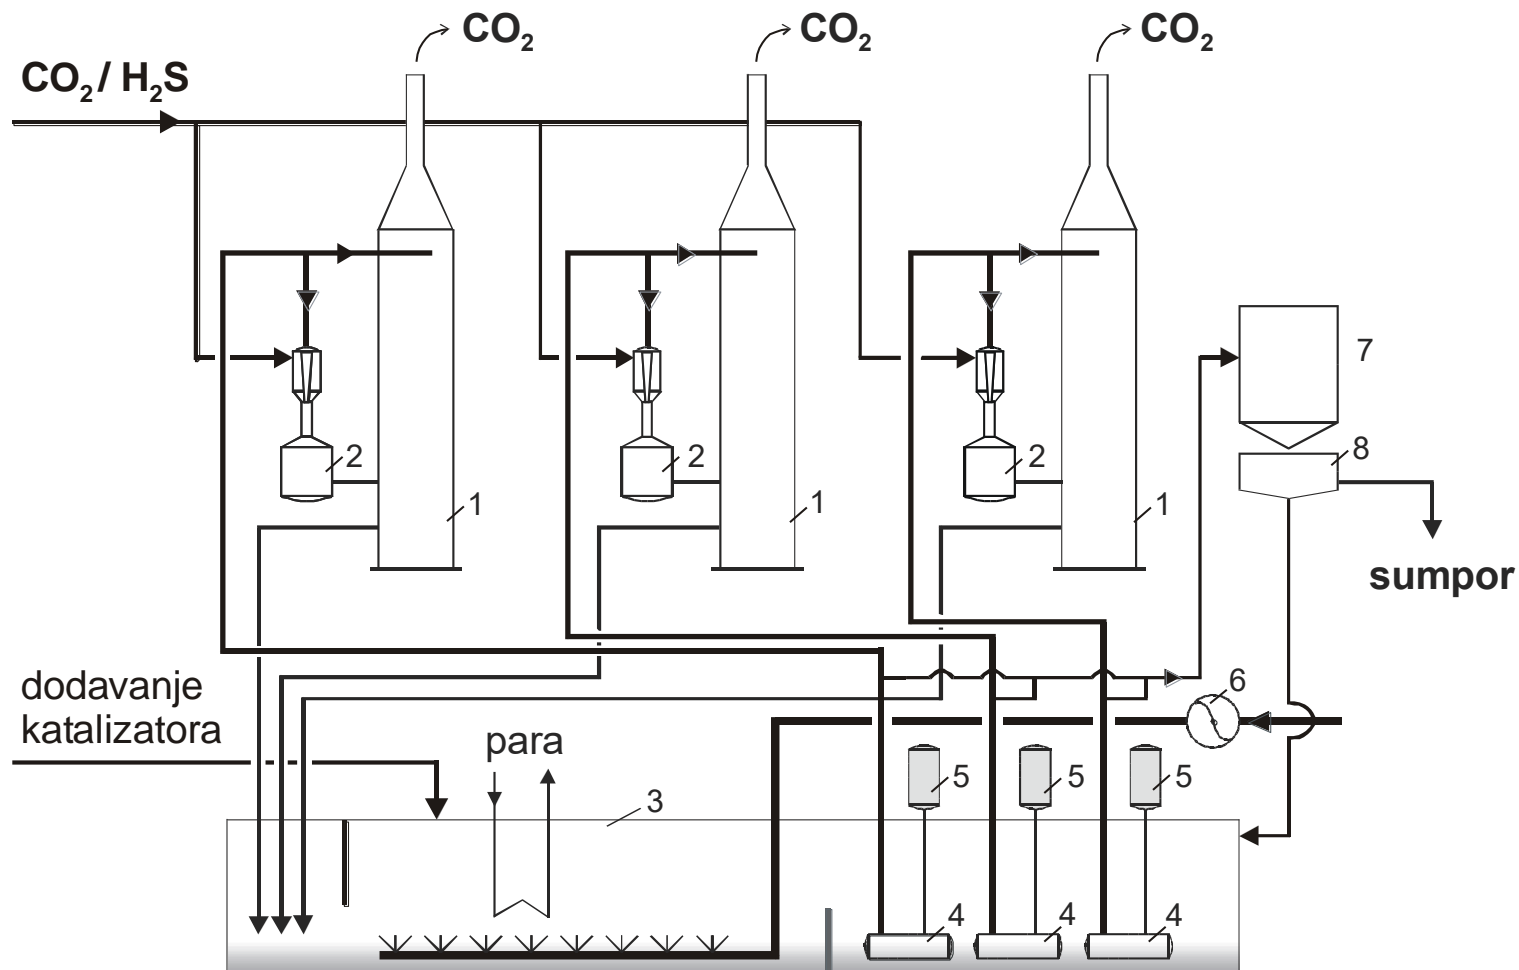 CO₂ CO₂ CO₂
CO₂ / H₂S
7
2 2 2 8
1 1 1
sumpor
dodavanje
katalizatora
6
para
5 5 5
3
4 4 4